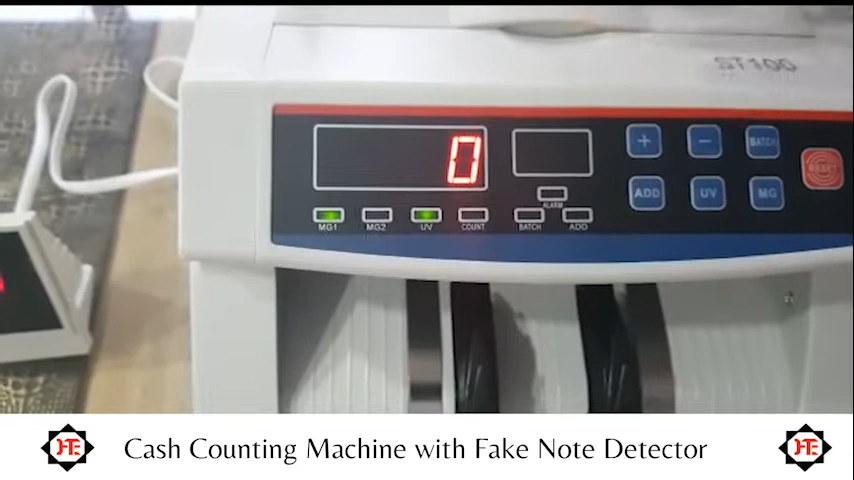 ST100
0
+
−
BATCH
RESET
ALARM
ADD
UV
MG
MG1
MG2
UV
COUNT
BATCH
ADD
Cash Counting Machine with Fake Note Detector